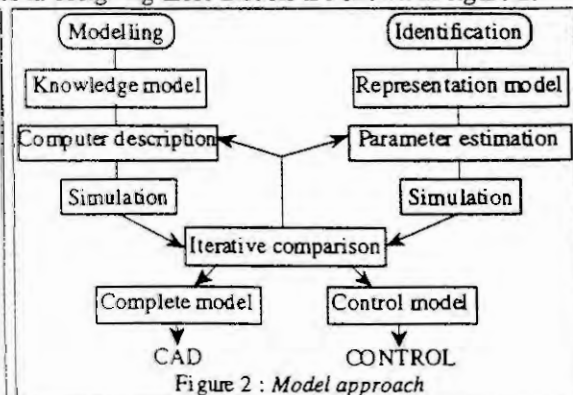 Modelling
Identification
Knowledge model
Representation model
Computer description
Parameter estimation
Simulation
Simulation
Iterative comparison
Complete model
Control model
CAD
CONTROL
Figure 2 : Model approach